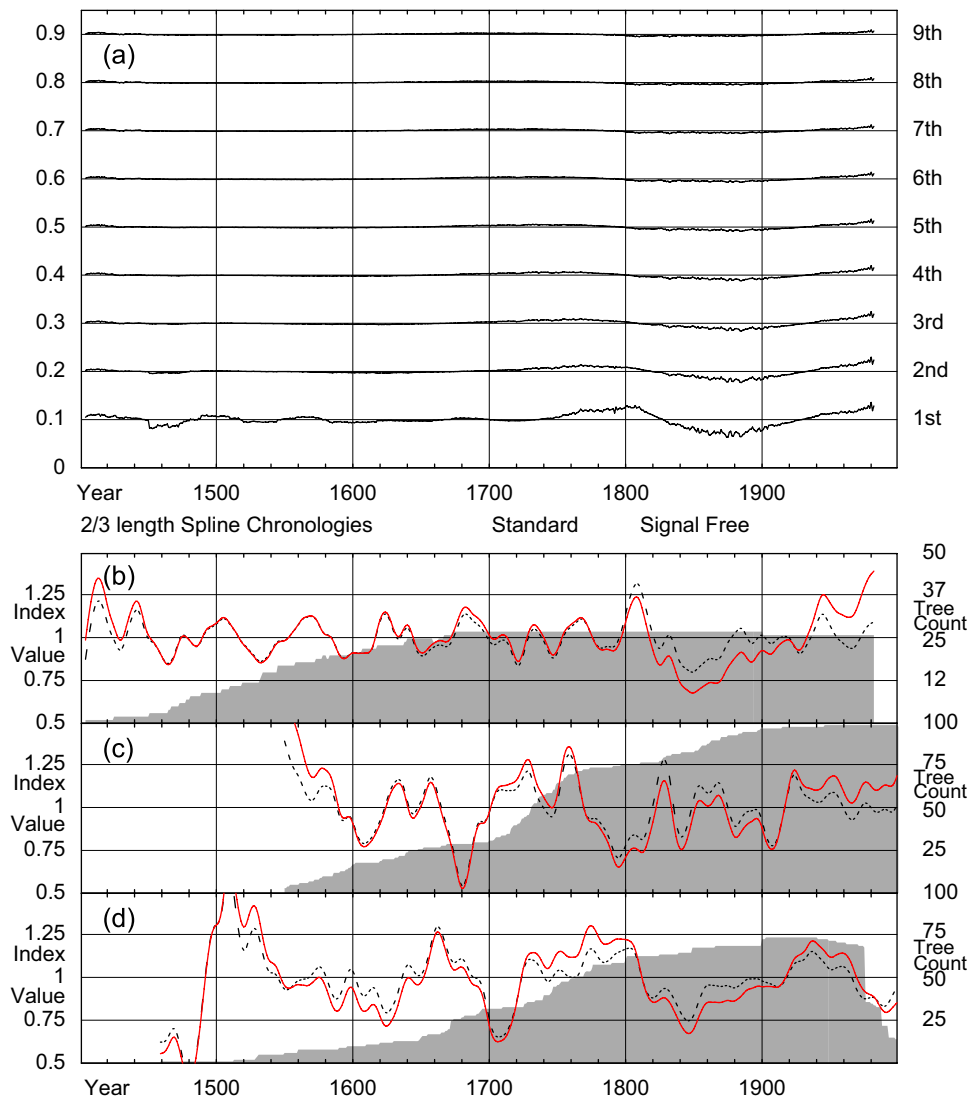 0.9 (a) 9th
0.8 8th
0.7 7th
0.6 6th
0.5 5th
0.4 4th
0.3 3rd
0.2 2nd
0.1 1st
0
Year 1500 1600 1700 1800 1900
2/3 length Spline Chronologies Standard Signal Free
(b) 50
1.25 37
Index Tree
Count
1 25
Value
0.75 12
0.5 100
(c)
1.25 75
Index Tree
Count
1 50
Value
0.75 25
0.5 100
(d)
1.25 75
Index Tree
Count
1 50
Value
0.75 25
0.5
Year 1500 1600 1700 1800 1900